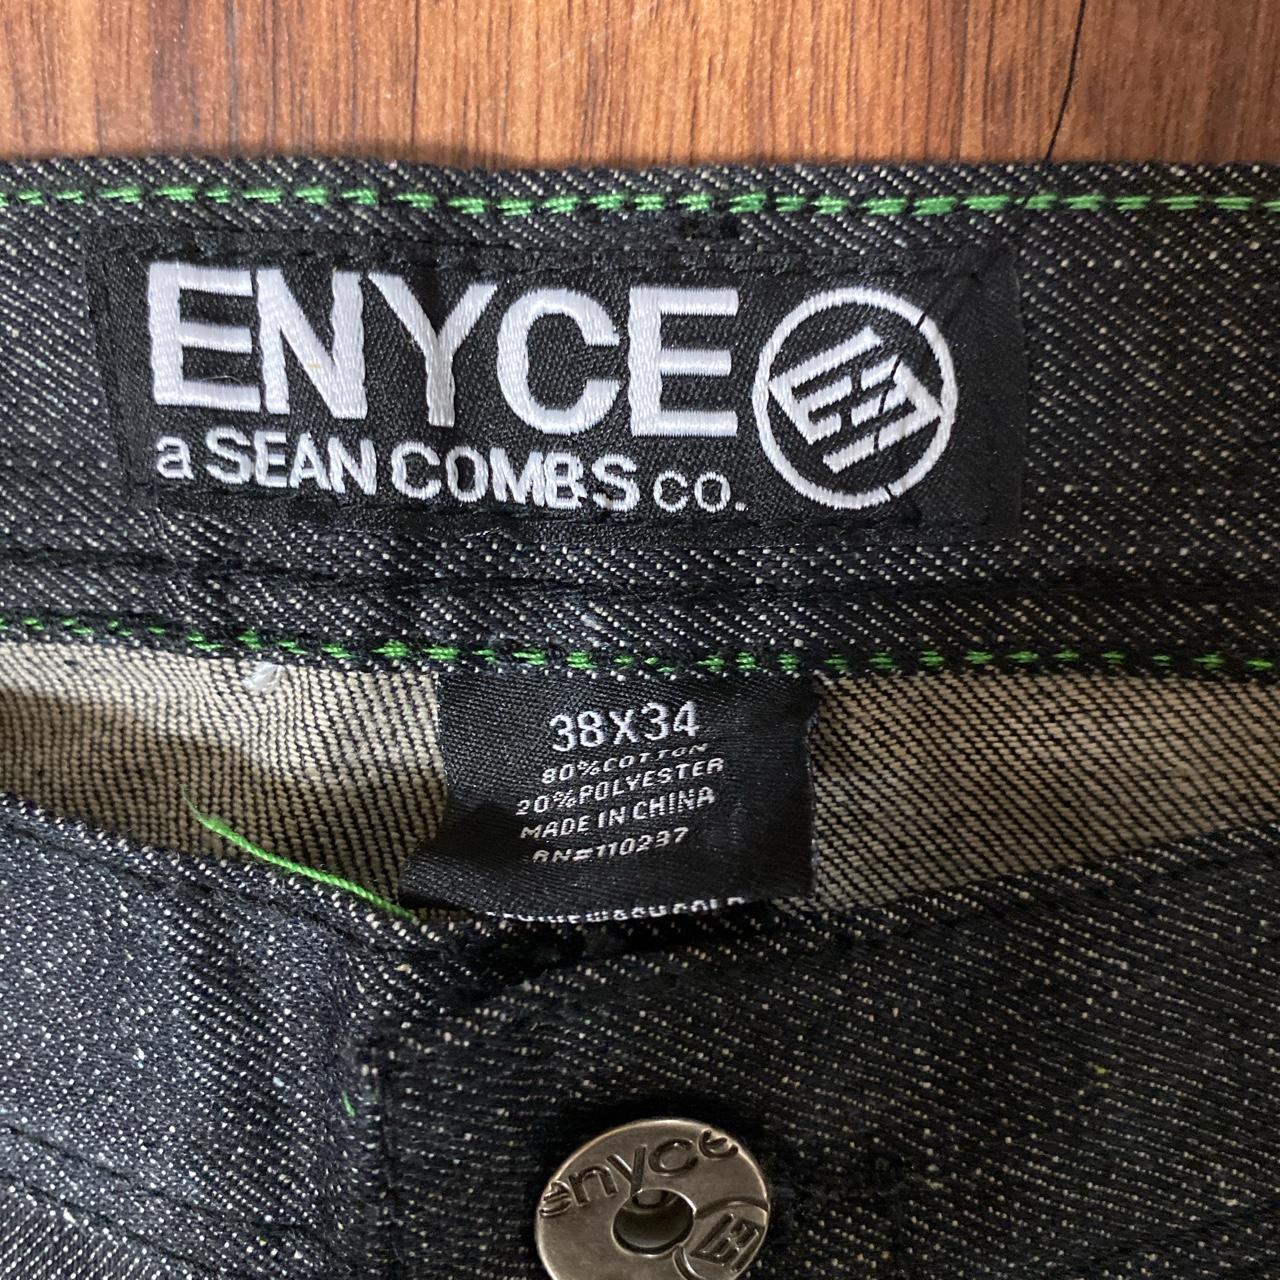 ENYCE
a SEAN COMBS co.
38X34
80%COTTON
20%POLYESTER
MADE IN CHINA
RN#110237
enyce